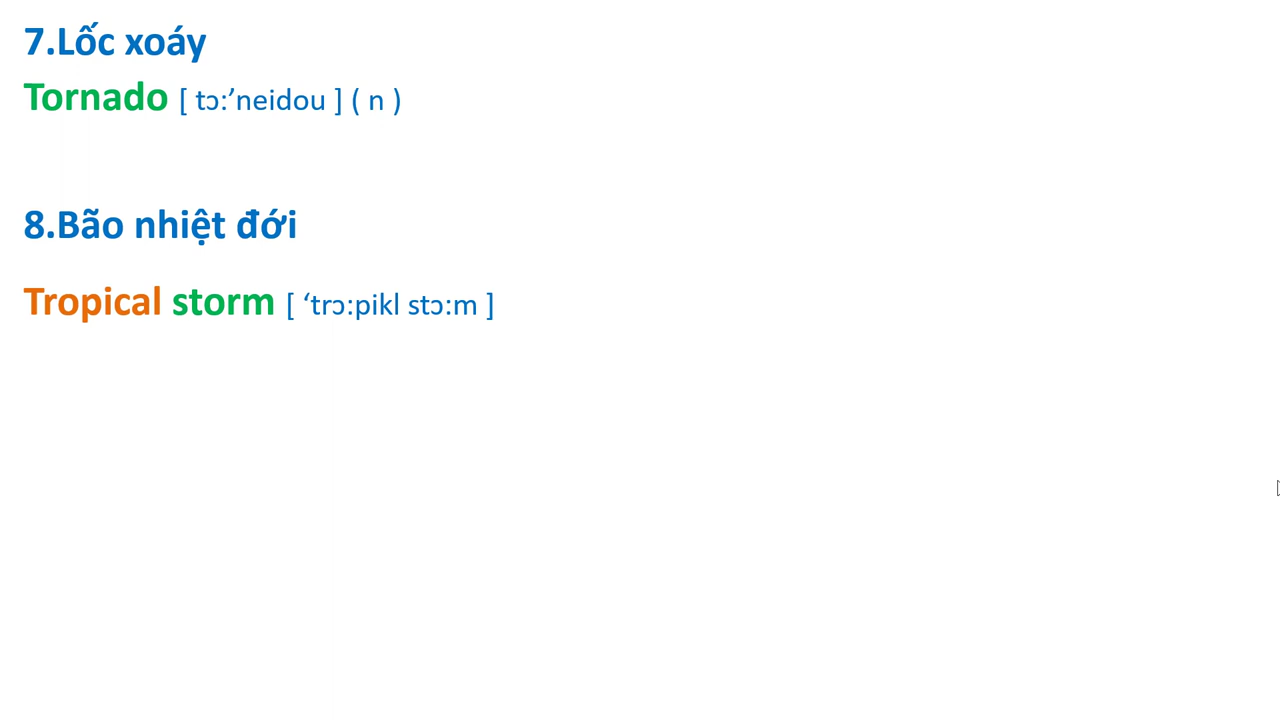 7.Lốc xoáy
Tornado [ tɔ:’neidou ] ( n )
8.Bão nhiệt đới
Tropical storm [ ‘trɔ:pikl stɔ:m ]